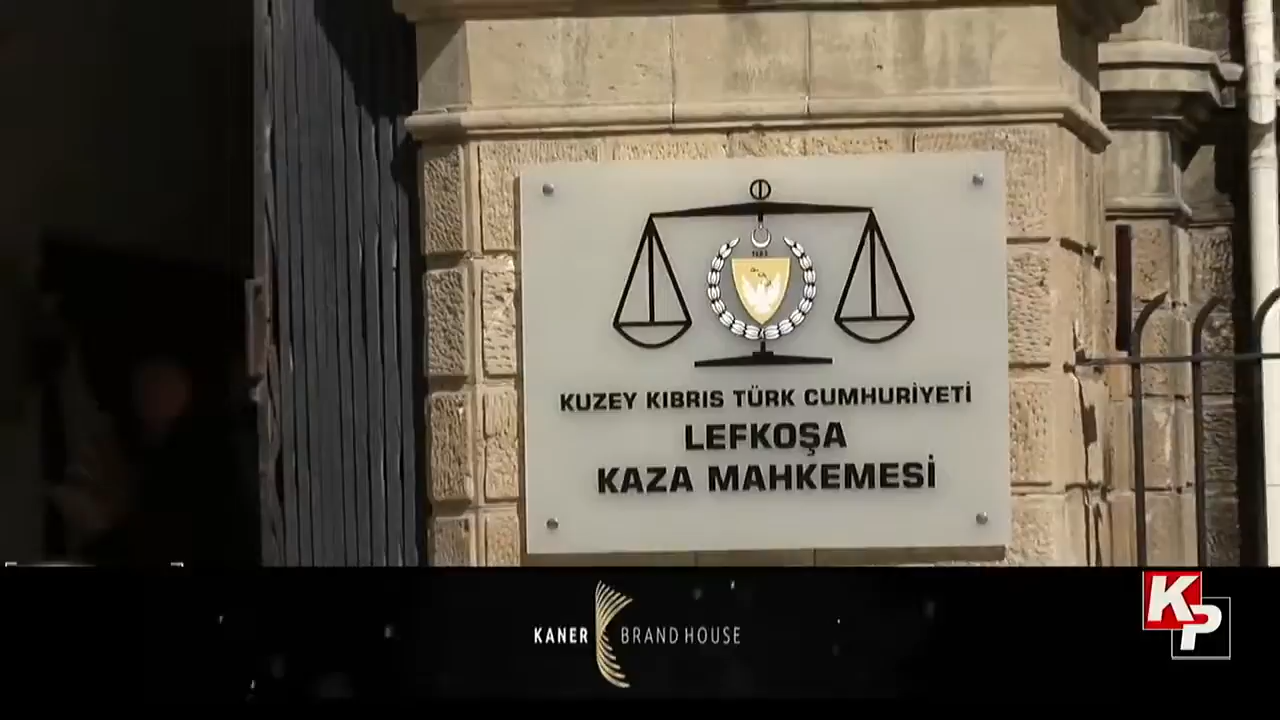 KUZEY KIBRIS TÜRK CUMHURİYETİ
LEFKOŞA
KAZA MAHKEMESİ
KANER BRAND HOUSE
KP